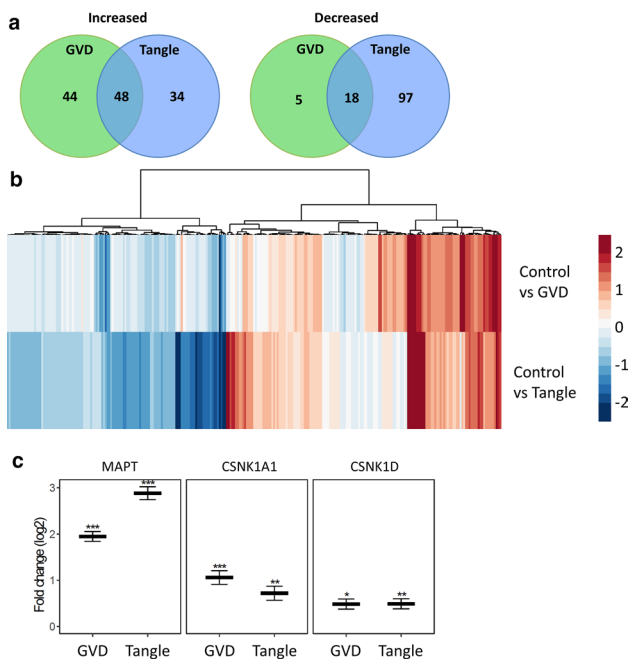 a
Increased
Decreased
GVD
Tangle
GVD
Tangle
44
48
34
5
18
97
b
Control
vs GVD
Control
vs Tangle
2
1
0
-1
-2
c
MAPT
CSNK1A1
CSNK1D
Fold change (log2)
3
2
1
0
***
***
***
**
*
**
GVD Tangle
GVD Tangle
GVD Tangle